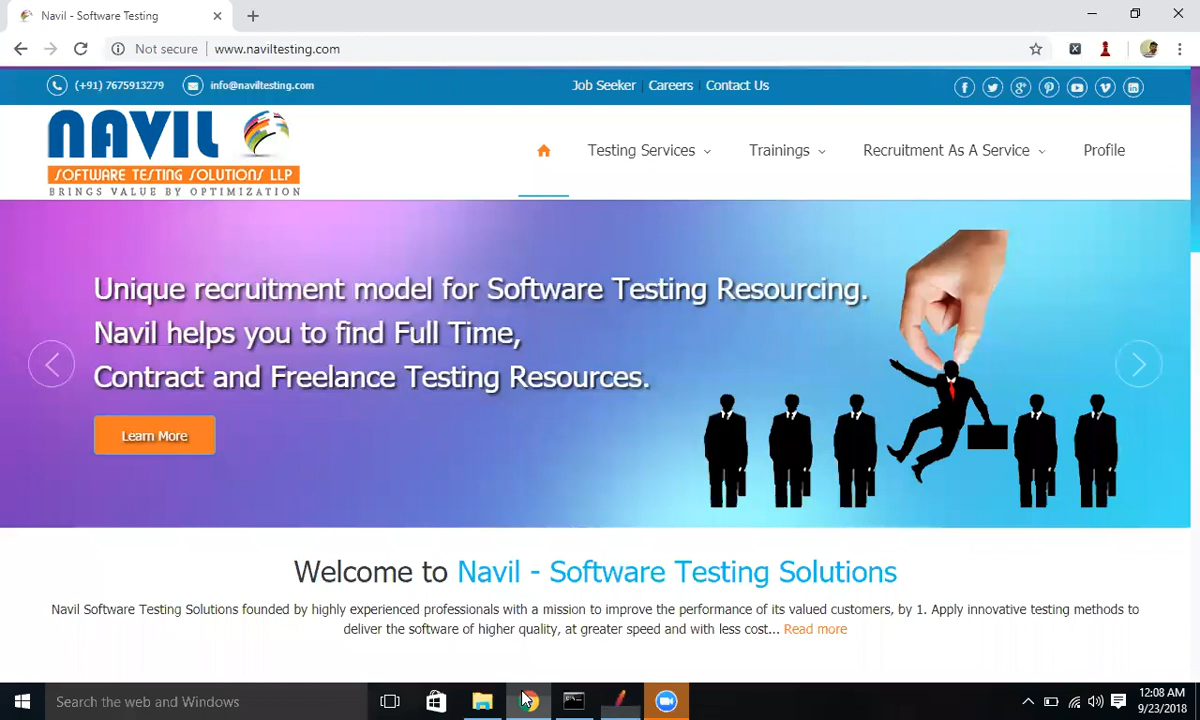 Navil - Software Testing
Not secure | www.naviltesting.com
(+91) 7675913279 info@naviltesting.com Job Seeker | Careers | Contact Us
NAVIL
SOFTWARE TESTING SOLUTIONS LLP
BRINGS VALUE BY OPTIMIZATION
Testing Services Trainings Recruitment As A Service Profile
Unique recruitment model for Software Testing Resourcing.
Navil helps you to find Full Time,
Contract and Freelance Testing Resources.
Learn More
Welcome to Navil - Software Testing Solutions
Navil Software Testing Solutions founded by highly experienced professionals with a mission to improve the performance of its valued customers, by 1. Apply innovative testing methods to
deliver the software of higher quality, at greater speed and with less cost... Read more
Search the web and Windows
12:08 AM
9/23/2018